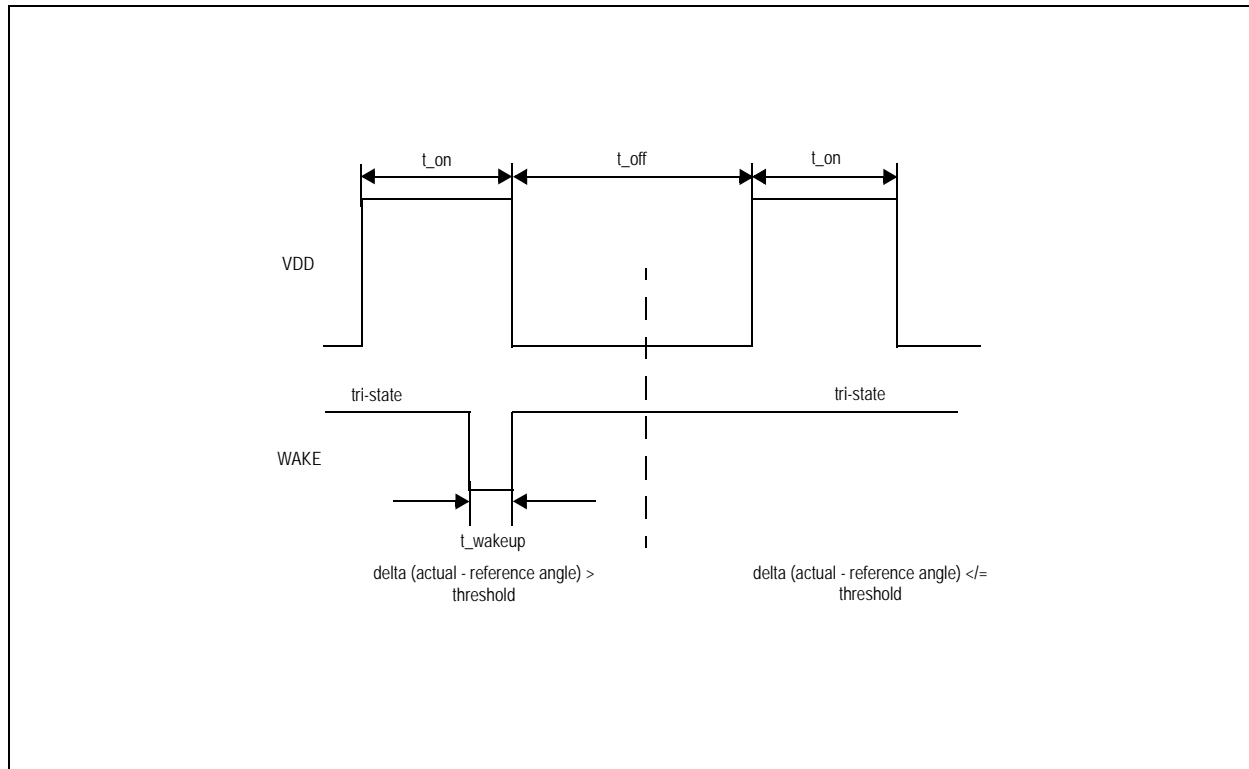 t_on
t_off
t_on
VDD
tri-state
tri-state
WAKE
t_wakeup
delta (actual - reference angle) >
threshold
delta (actual - reference angle) </=
threshold